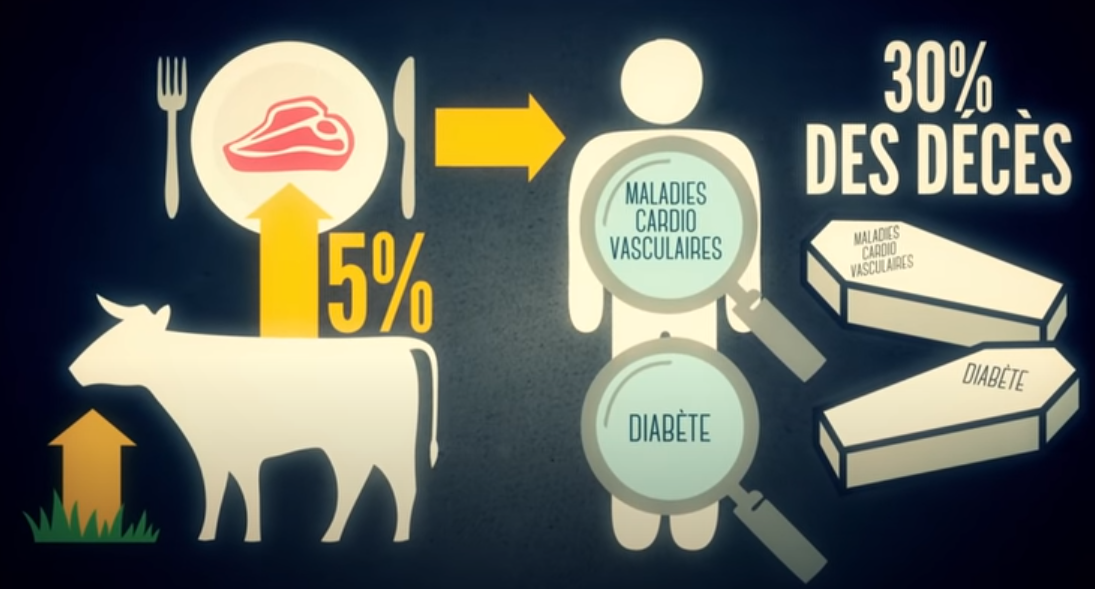 5%
MALADIES
CARDIO
VASCULAIRES
DIABÈTE
30%
DES DÉCÈS
MALADIES
CARDIO
VASCULAIRES
DIABÈTE